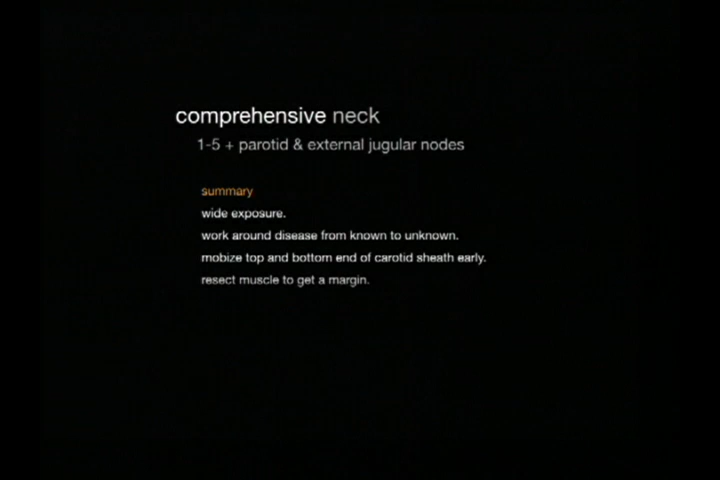 comprehensive neck
1-5 + parotid & external jugular nodes
summary
wide exposure.
work around disease from known to unknown.
mobize top and bottom end of carotid sheath early.
resect muscle to get a margin.